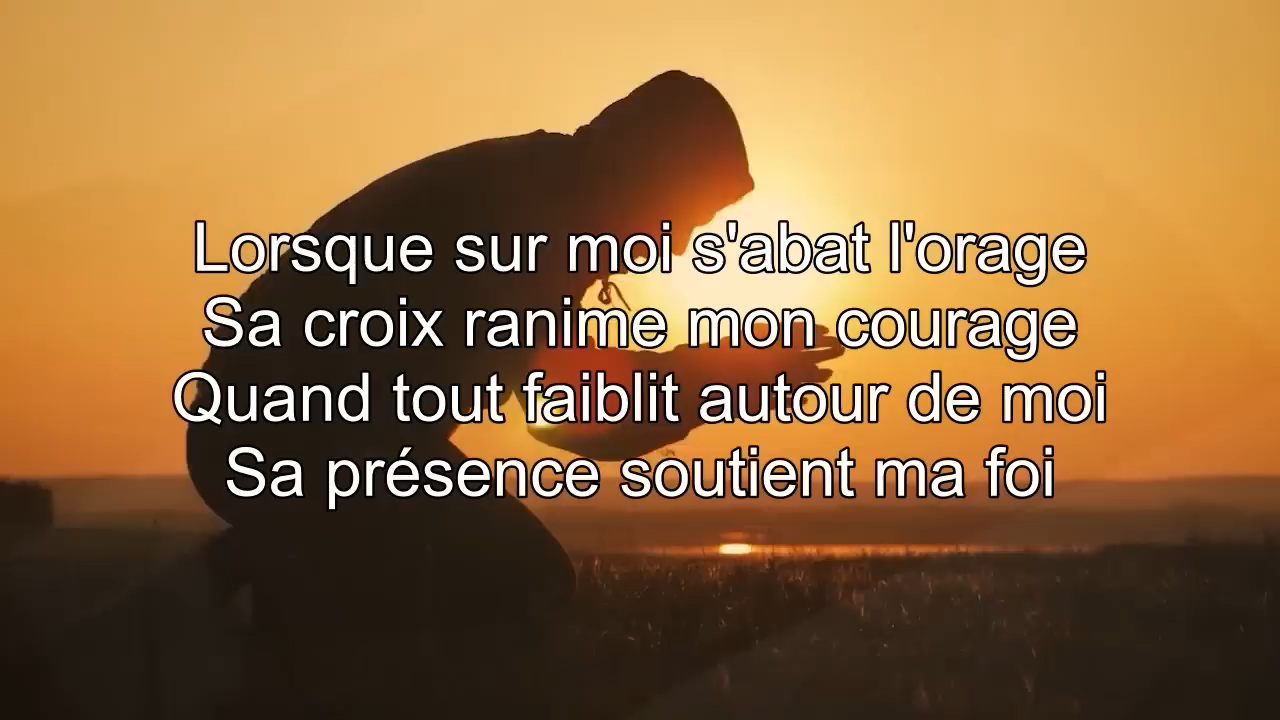 Lorsque sur moi s'abat l'orage
Sa croix ranime mon courage
Quand tout faiblit autour de moi
Sa présence soutient ma foi